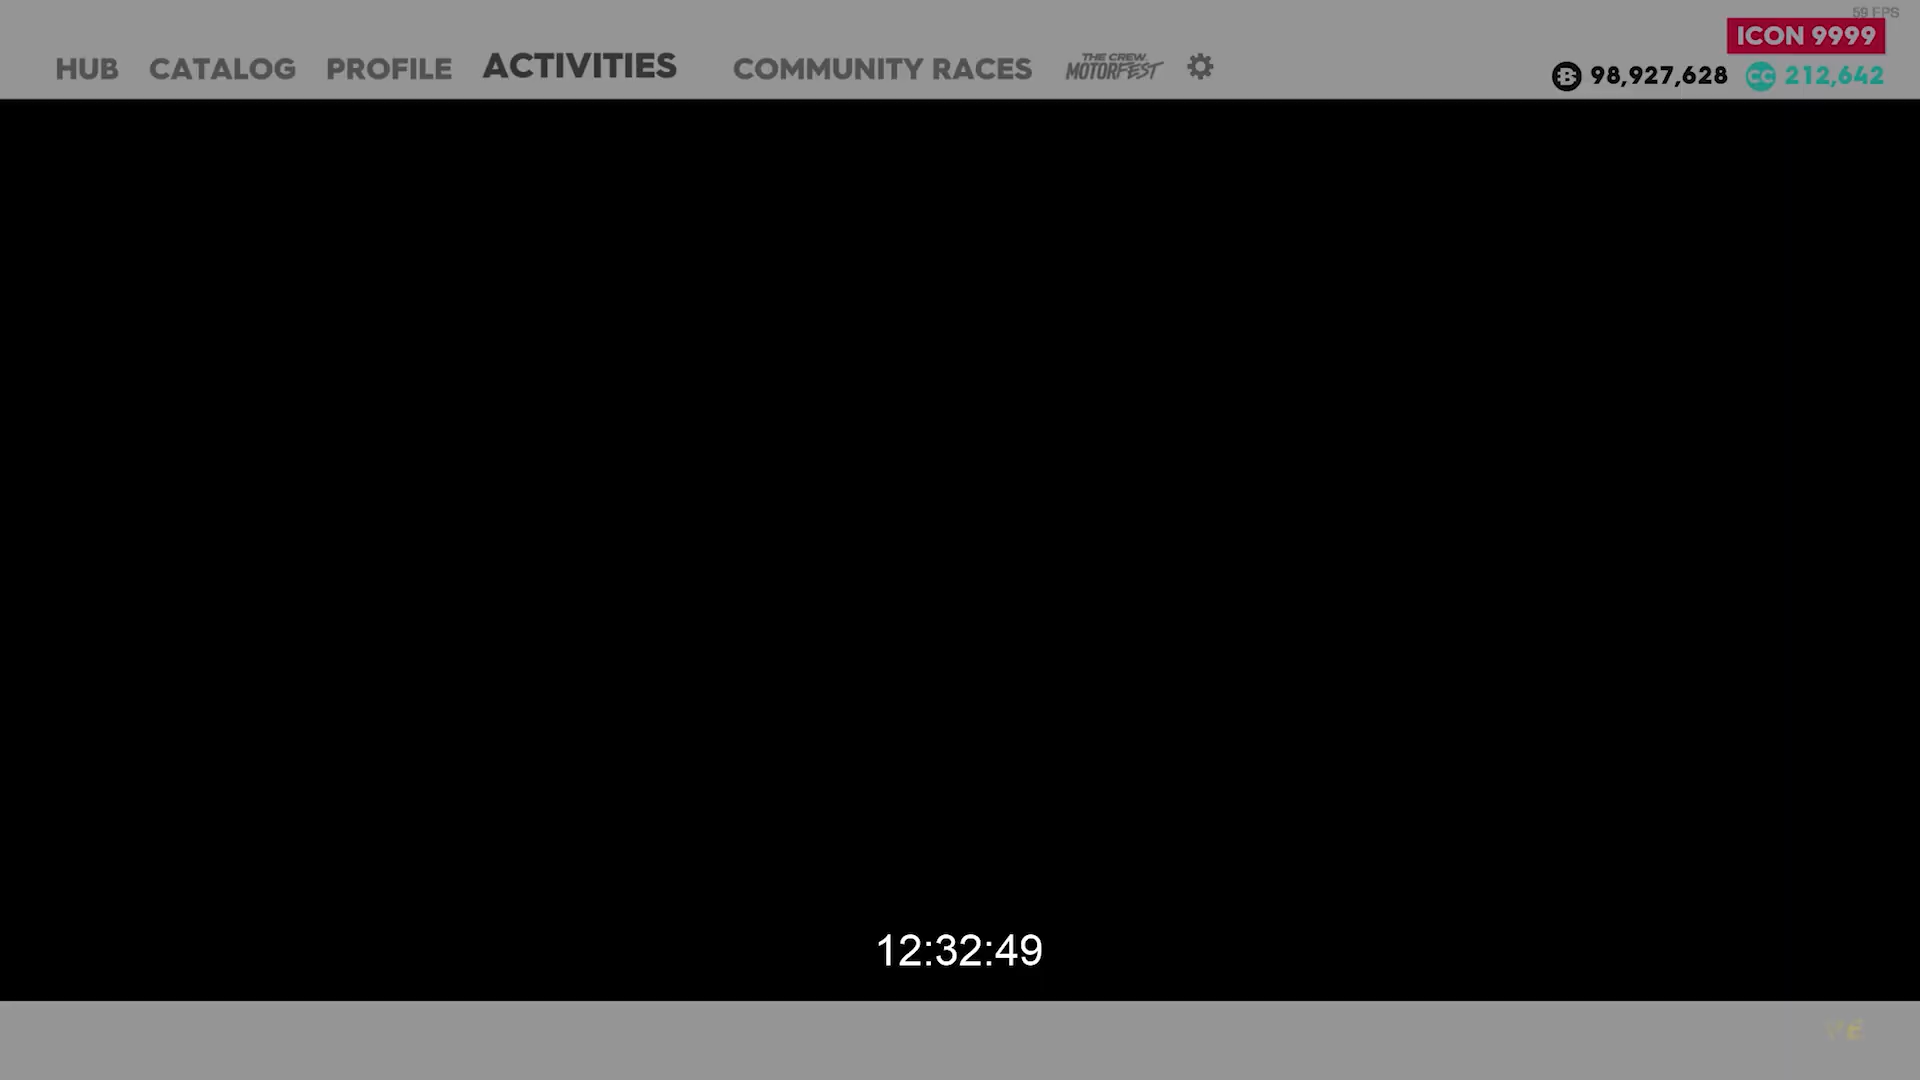 59 FPS
ICON 9999
HUB CATALOG PROFILE ACTIVITIES COMMUNITY RACES THE CREW MOTORFEST
98,927,628 CC 212,642
12:32:49